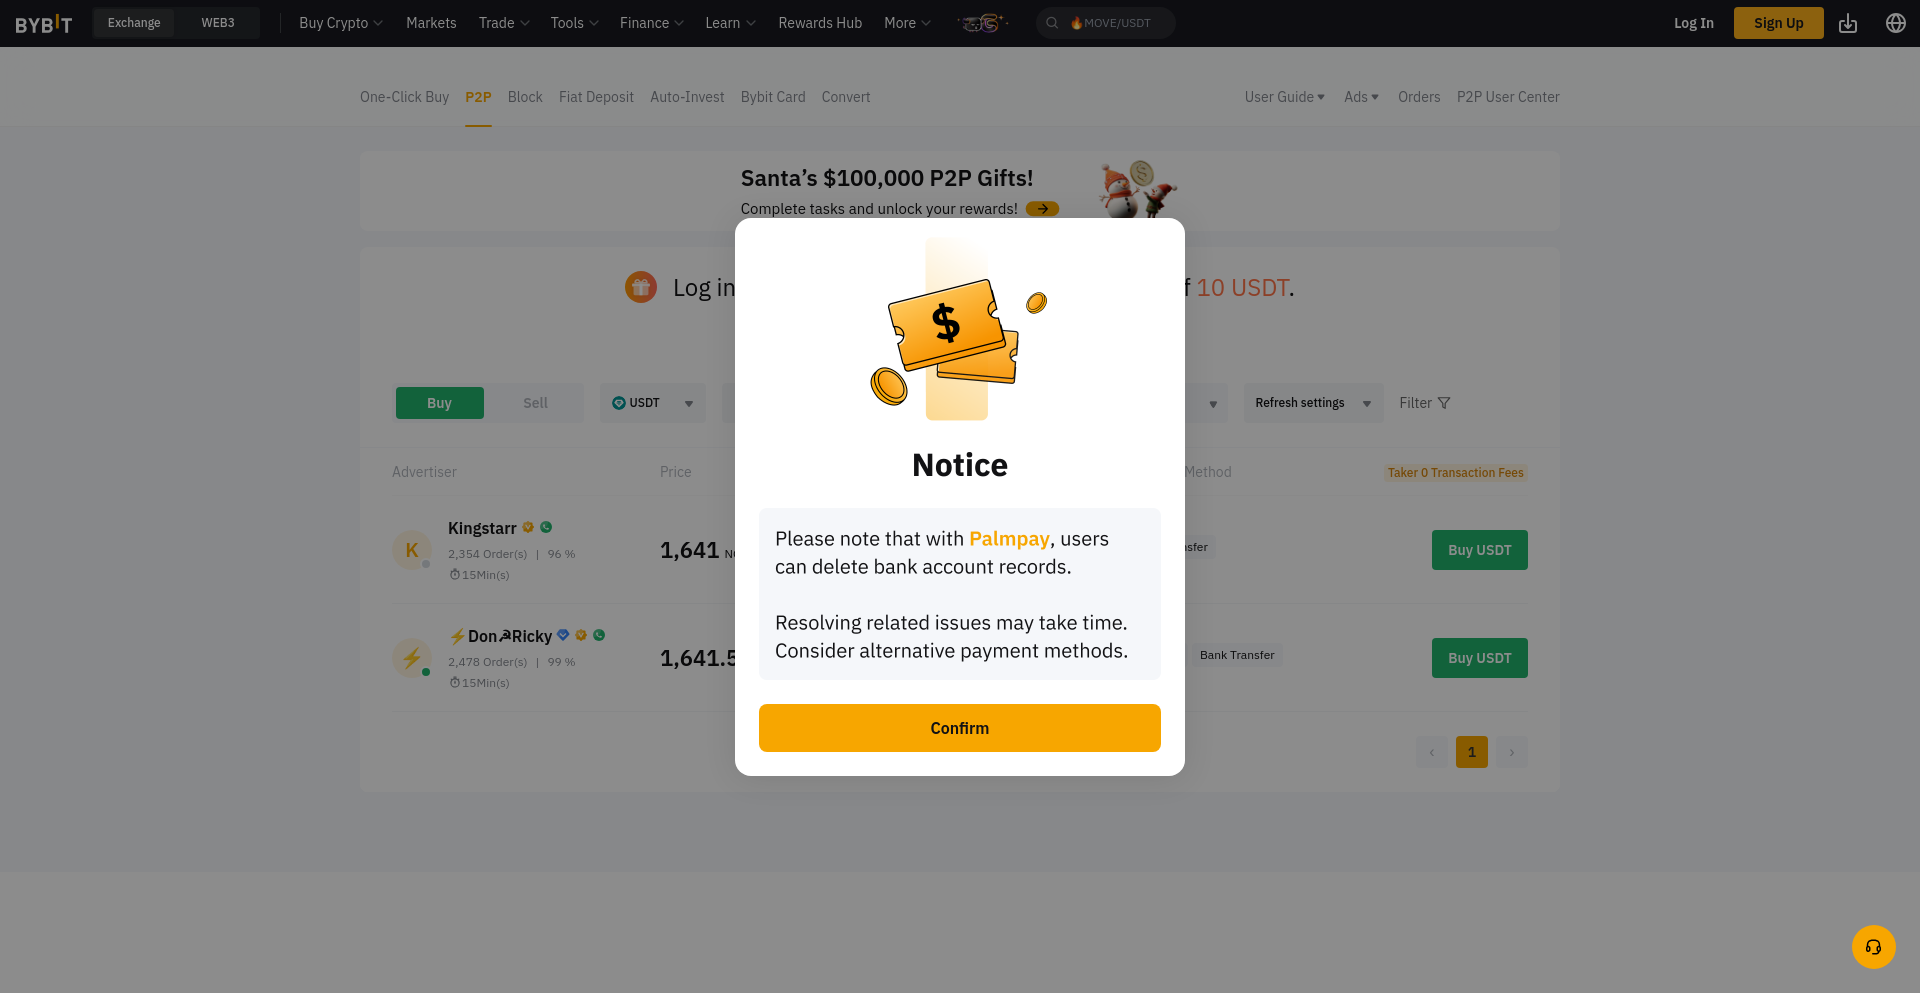 BYBIT Exchange WEB3 Buy Crypto Markets Trade Tools Finance Learn Rewards Hub More MOVE/USDT Log In Sign Up
One-Click Buy P2P Block Fiat Deposit Auto-Invest Bybit Card Convert User Guide Ads Orders P2P User Center
Santa’s $100,000 P2P Gifts!
Complete tasks and unlock your rewards!
Log in
10 USDT.
$
Buy Sell USDT Refresh settings Filter
Notice
Advertiser Price Method Taker 0 Transaction Fees
Kingstarr
2,354 Order(s) | 96 %
15Min(s)
K
1,641
Buy USDT
Please note that with Palmpay, users
can delete bank account records.
Resolving related issues may take time.
Consider alternative payment methods.
⚡Don☭Ricky
2,478 Order(s) | 99 %
15Min(s)
1,641.5
Bank Transfer
Buy USDT
Confirm
‹ 1 ›